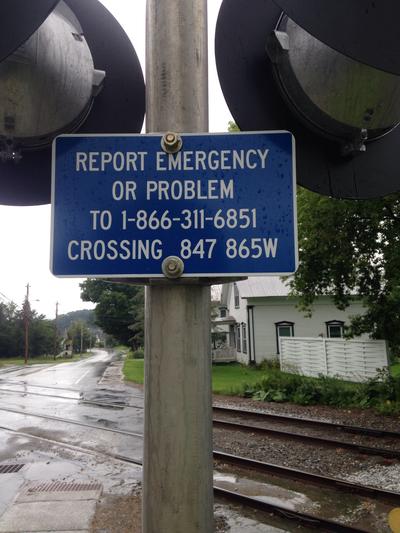 REPORT EMERGENCY
OR PROBLEM
TO 1-866-311-6851
CROSSING 847 865W